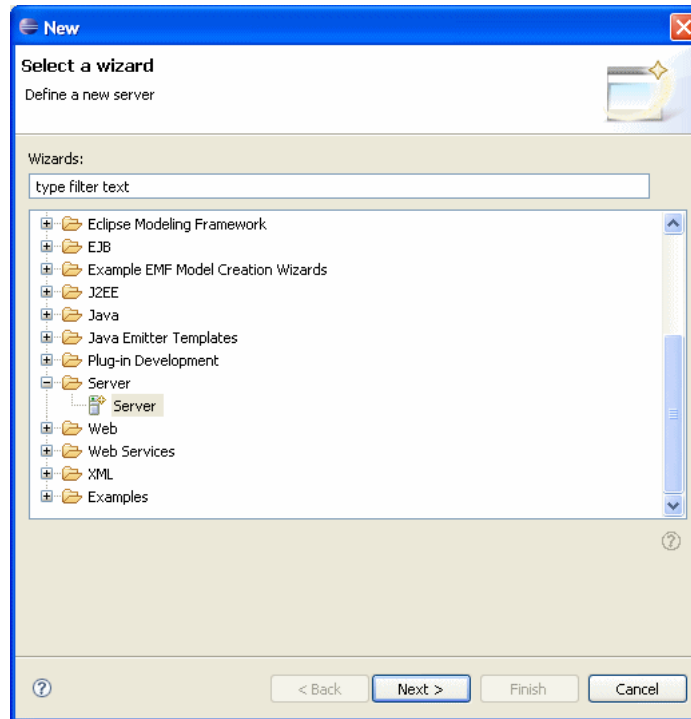 New
Select a wizard
Define a new server
Wizards:
type filter text
Eclipse Modeling Framework
EJB
Example EMF Model Creation Wizards
J2EE
Java
Java Emitter Templates
Plug-in Development
Server
Server
Web
Web Services
XML
Examples
< Back Next > Finish Cancel